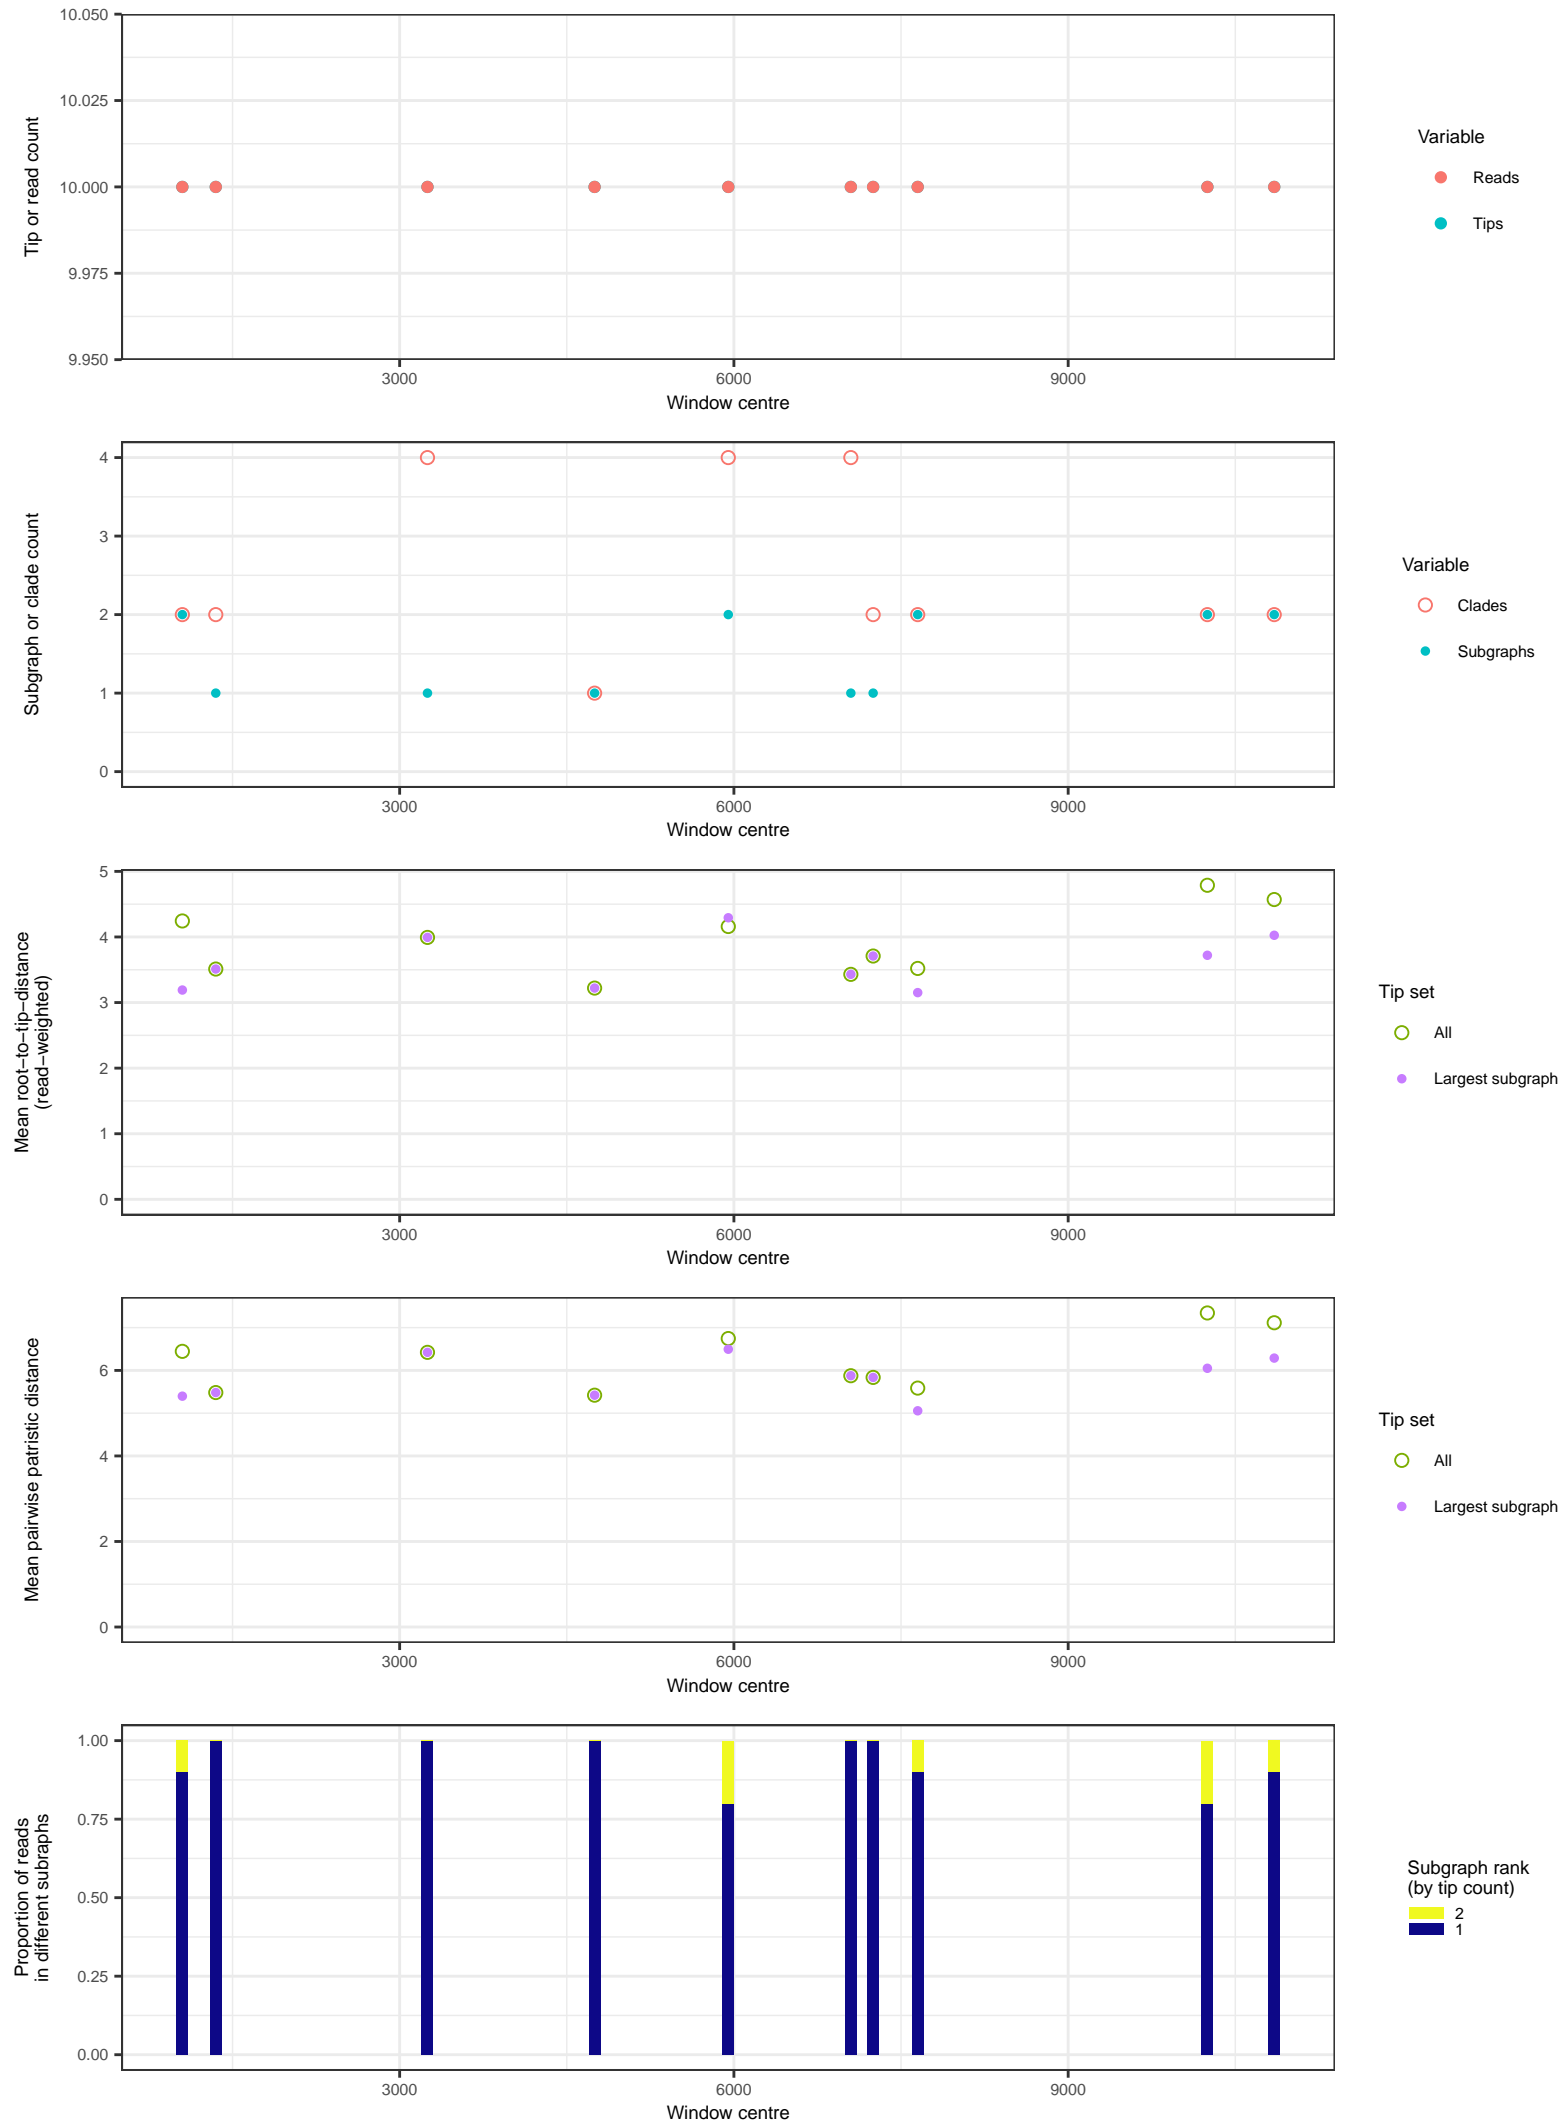 10.050
10.025
10.000
9.975
9.950
Tip or read count
3000 6000 9000
Window centre
Variable
Reads
Tips
4
3
2
1
0
Subgraph or clade count
3000 6000 9000
Window centre
Variable
Clades
Subgraphs
5
4
3
2
1
0
Mean root−to−tip−distance
(read−weighted)
3000 6000 9000
Window centre
Tip set
All
Largest subgraph
6
4
2
0
Mean pairwise patristic distance
3000 6000 9000
Window centre
Tip set
All
Largest subgraph
1.00
0.75
0.50
0.25
0.00
Proportion of reads
in different subraphs
3000 6000 9000
Window centre
Subgraph rank
(by tip count)
2
1